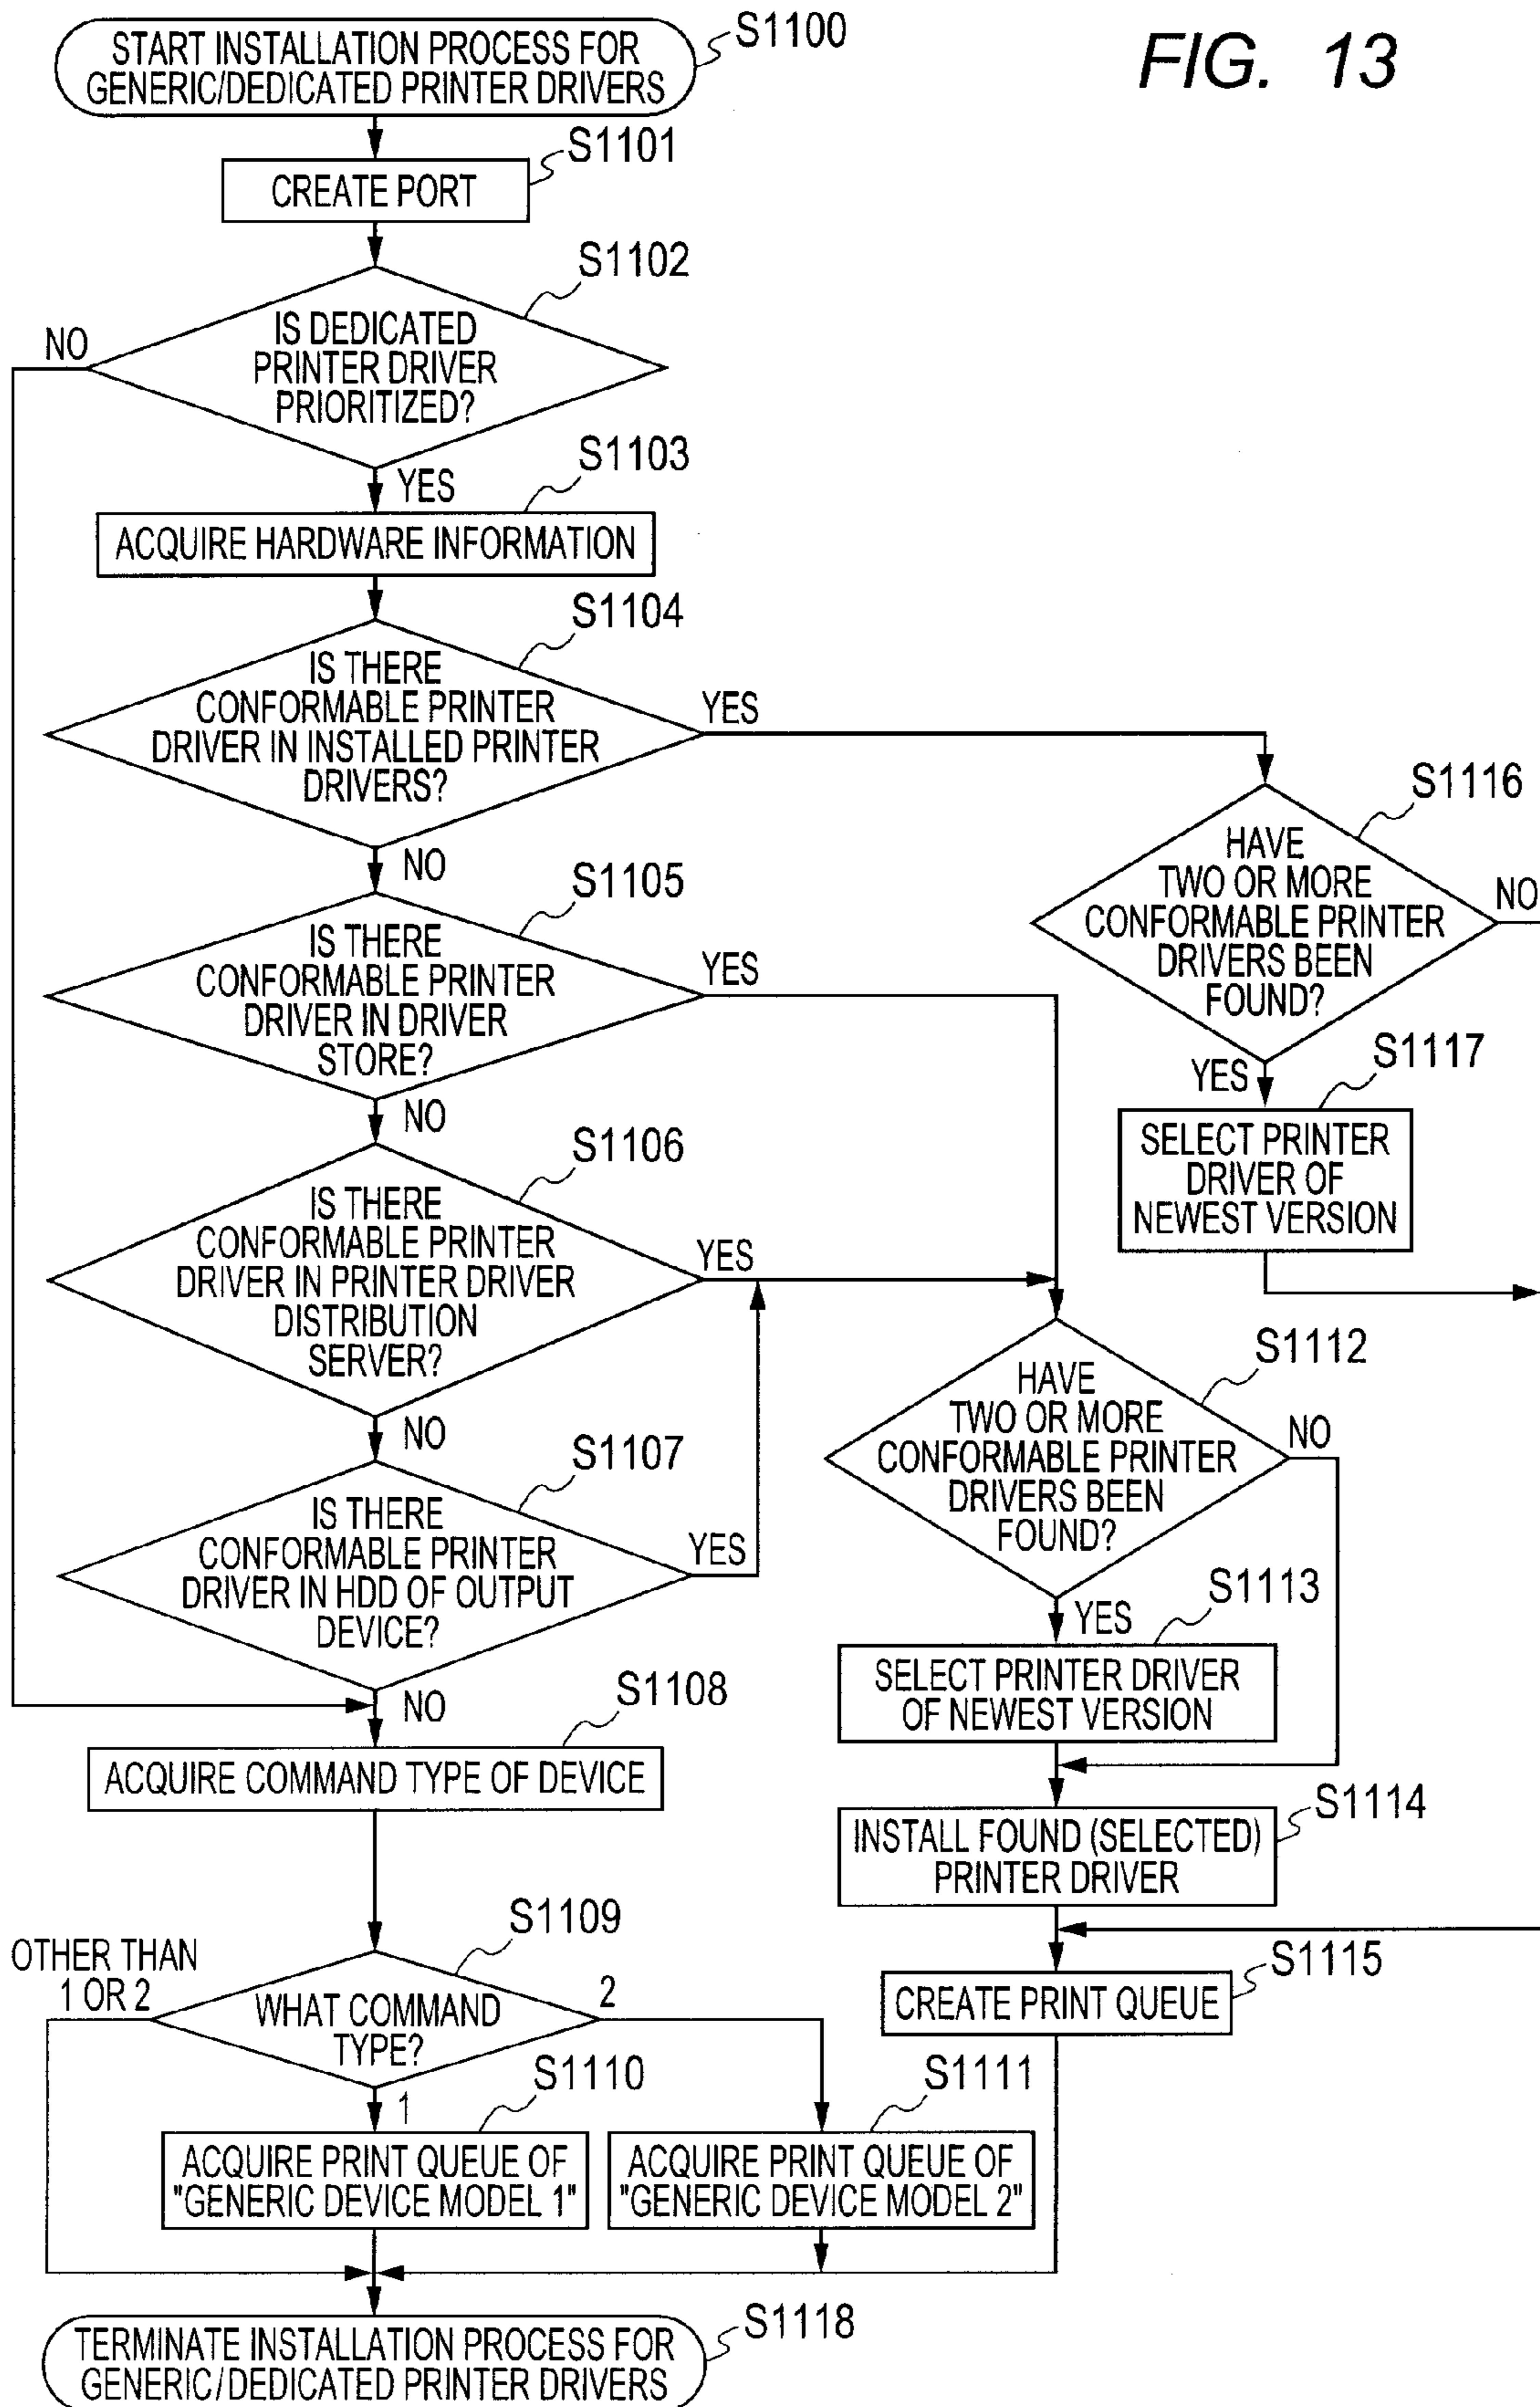 FIG. 13
START INSTALLATION PROCESS FOR
GENERIC/DEDICATED PRINTER DRIVERS
S1100
S1101
CREATE PORT
S1102
IS DEDICATED
PRINTER DRIVER
PRIORITIZED?
NO
YES
S1103
ACQUIRE HARDWARE INFORMATION
S1104
IS THERE
CONFORMABLE PRINTER
DRIVER IN INSTALLED PRINTER
DRIVERS?
YES
NO
S1105
IS THERE
CONFORMABLE PRINTER
DRIVER IN DRIVER
STORE?
YES
NO
S1106
IS THERE
CONFORMABLE PRINTER
DRIVER IN PRINTER DRIVER
DISTRIBUTION
SERVER?
YES
NO
S1107
IS THERE
CONFORMABLE PRINTER
DRIVER IN HDD OF OUTPUT
DEVICE?
YES
NO
S1108
ACQUIRE COMMAND TYPE OF DEVICE
S1109
WHAT COMMAND
TYPE?
OTHER THAN
1 OR 2
2
1
S1110
ACQUIRE PRINT QUEUE OF
"GENERIC DEVICE MODEL 1"
S1111
ACQUIRE PRINT QUEUE OF
"GENERIC DEVICE MODEL 2"
S1116
HAVE
TWO OR MORE
CONFORMABLE PRINTER
DRIVERS BEEN
FOUND?
NO
YES
S1117
SELECT PRINTER
DRIVER OF
NEWEST VERSION
S1112
HAVE
TWO OR MORE
CONFORMABLE PRINTER
DRIVERS BEEN
FOUND?
NO
YES
S1113
SELECT PRINTER DRIVER
OF NEWEST VERSION
S1114
INSTALL FOUND (SELECTED)
PRINTER DRIVER
S1115
CREATE PRINT QUEUE
S1118
TERMINATE INSTALLATION PROCESS FOR
GENERIC/DEDICATED PRINTER DRIVERS